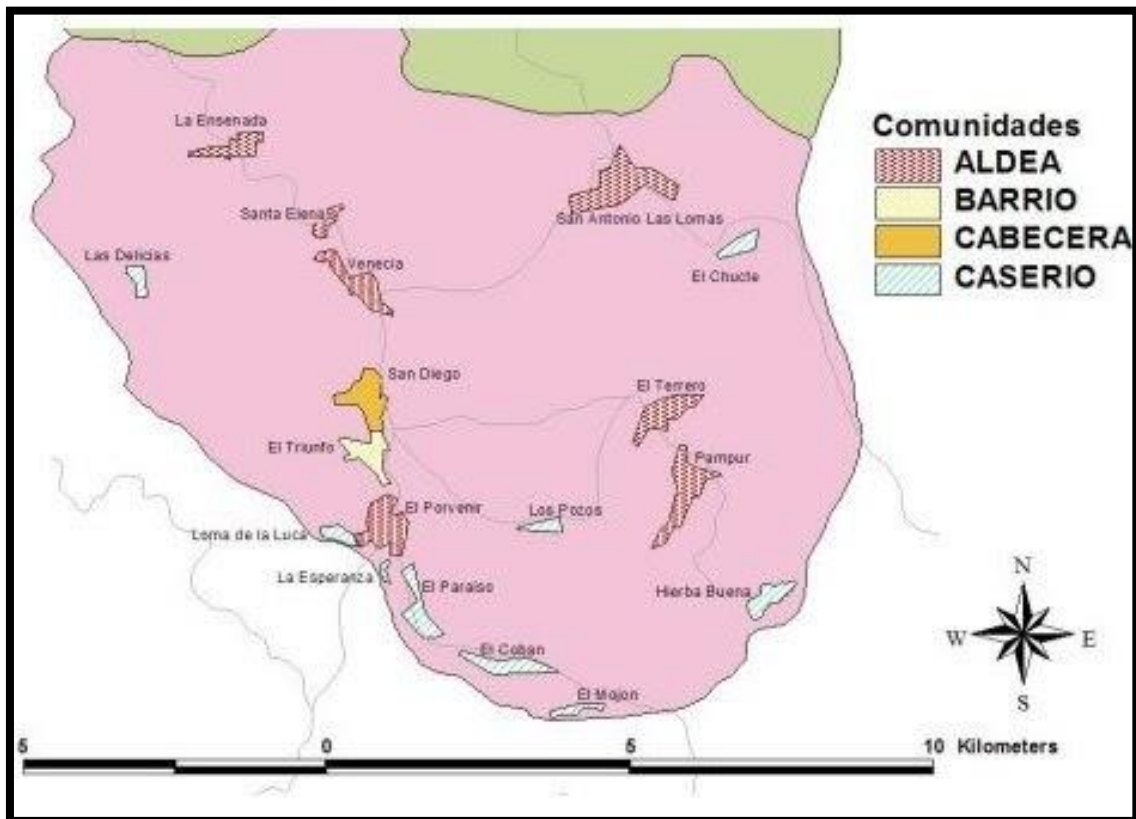 La Ensenada
Santa Elena
San Antonio Las Lomas
Las Delicias
Venecia
El Chucte
San Diego
El Terrero
El Triunfo
Pampur
El Porvenir
Los Pozos
Loma de la Luca
La Esperanza
El Paraiso
Hierba Buena
El Coban
El Mojon
Comunidades
ALDEA
BARRIO
CABECERA
CASERIO
N
W E
S
5 0 5 10 Kilometers